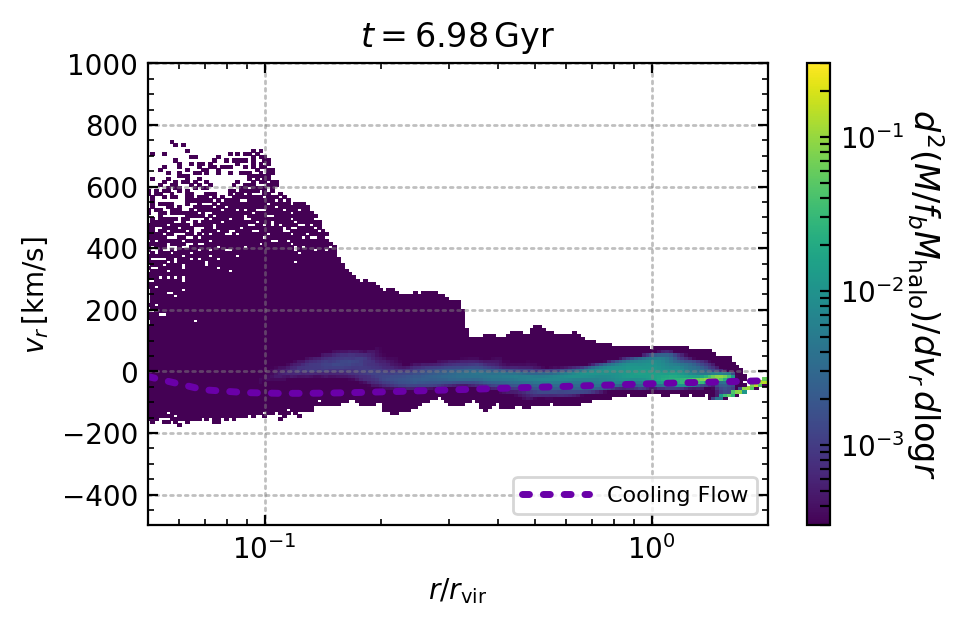 t = 6.98 Gyr
1000
800
600
400
200
0
−200
−400
v_r [km/s]
10^{-1}
10^{0}
r/r_vir
Cooling Flow
10^{-1}
10^{-2}
10^{-3}
d^2(M/f_b M_halo)/dv_r dlogr